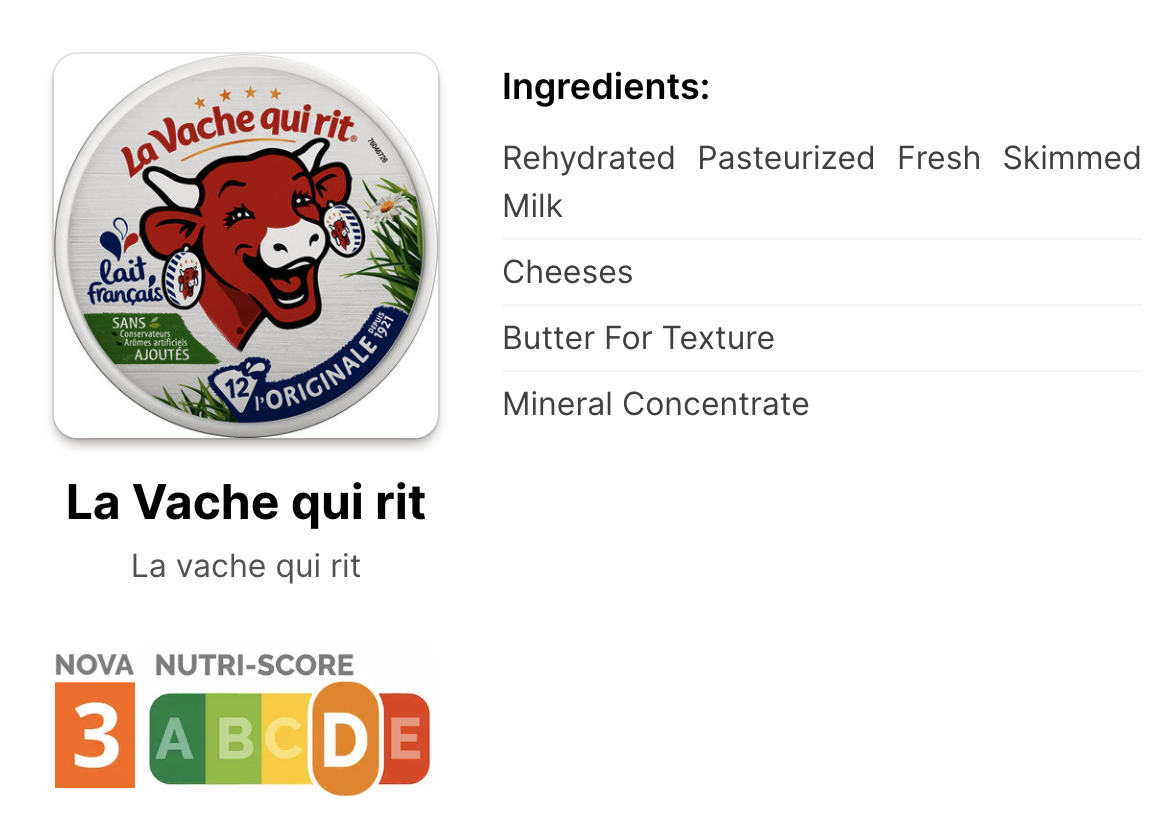 La Vache qui rit®
76046726
lait
français
SANS
Conservateurs
Arômes artificiels
AJOUTÉS
12
l'ORIGINALE
DEPUIS
1921
La Vache qui rit
La vache qui rit
NOVA
3
NUTRI-SCORE
A B C D E
Ingredients:
Rehydrated Pasteurized Fresh Skimmed
Milk
Cheeses
Butter For Texture
Mineral Concentrate